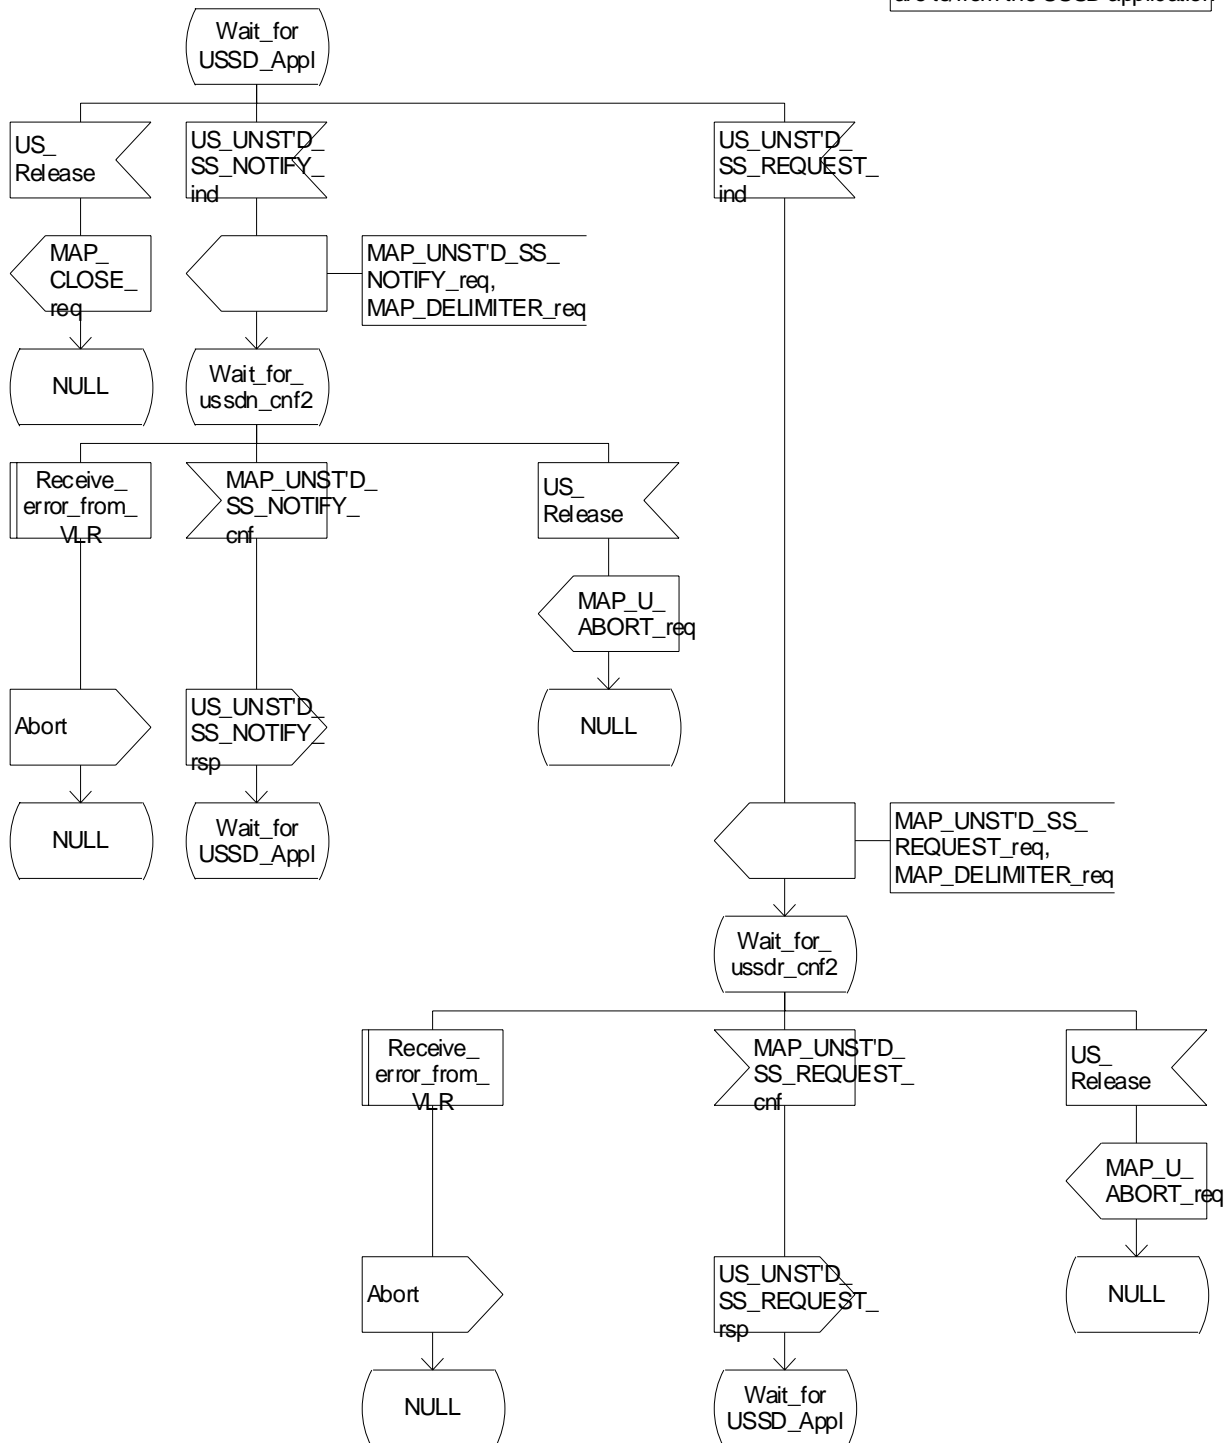 are to/from the USSD application
Wait_for
USSD_Appl
US_
Release
US_UNST'D_
SS_NOTIFY_
ind
US_UNST'D_
SS_REQUEST_
ind
MAP_
CLOSE_
req
MAP_UNST'D_SS_
NOTIFY_req,
MAP_DELIMITER_req
NULL
Wait_for_
ussdn_cnf2
Receive_
error_from_
VLR
MAP_UNST'D_
SS_NOTIFY_
cnf
US_
Release
MAP_U_
ABORT_req
Abort
US_UNST'D_
SS_NOTIFY_
rsp
NULL
NULL
Wait_for
USSD_Appl
MAP_UNST'D_SS_
REQUEST_req,
MAP_DELIMITER_req
Wait_for_
ussdr_cnf2
Receive_
error_from_
VLR
MAP_UNST'D_
SS_REQUEST_
cnf
US_
Release
MAP_U_
ABORT_req
Abort
US_UNST'D_
SS_REQUEST_
rsp
NULL
NULL
Wait_for
USSD_Appl